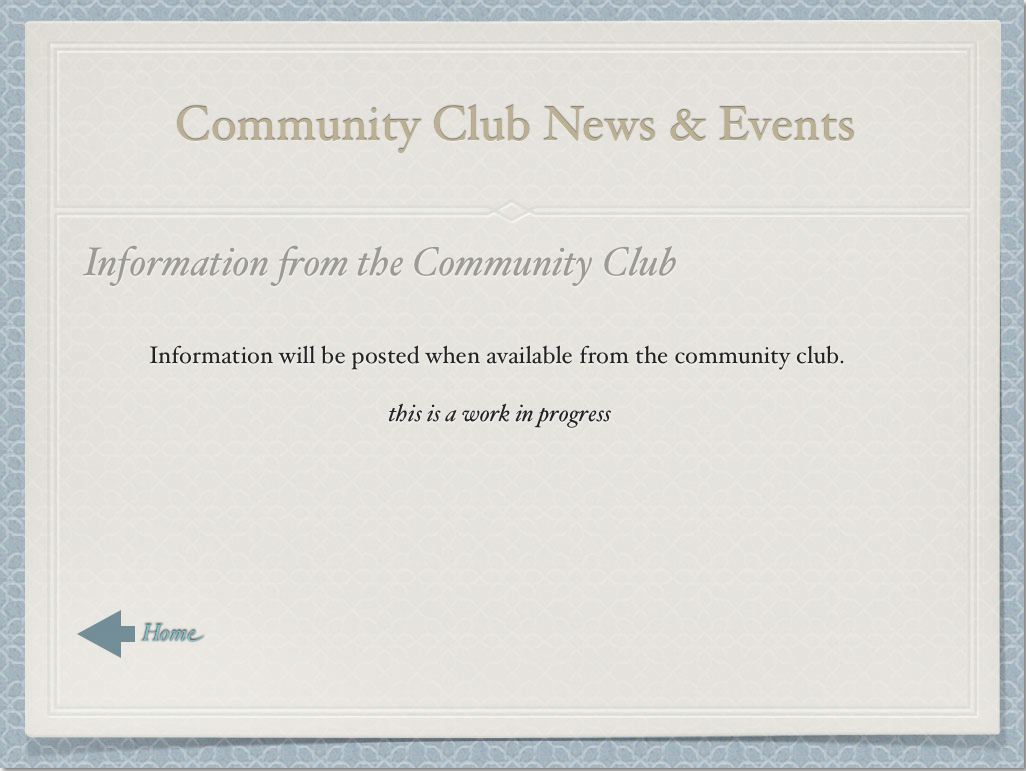 Community Club News & Events
Information from the Community Club
Information will be posted when available from the community club.
this is a work in progress
Home